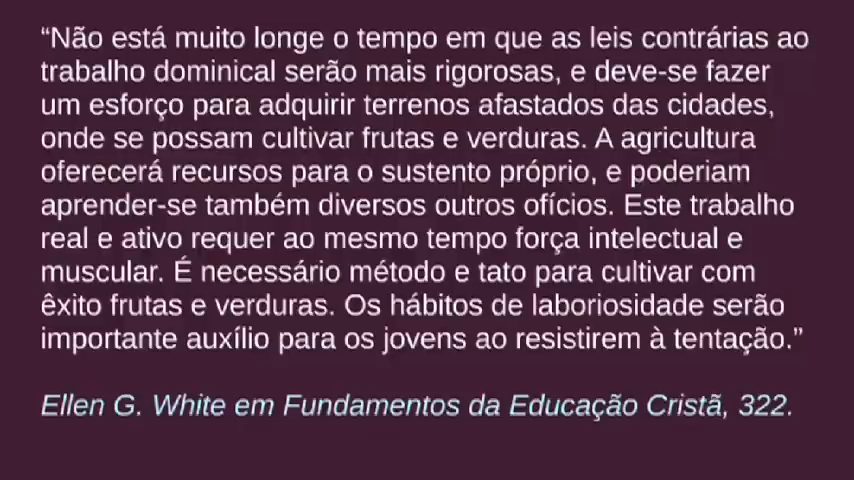 “Não está muito longe o tempo em que as leis contrárias ao
trabalho dominical serão mais rigorosas, e deve-se fazer
um esforço para adquirir terrenos afastados das cidades,
onde se possam cultivar frutas e verduras. A agricultura
oferecerá recursos para o sustento próprio, e poderiam
aprender-se também diversos outros ofícios. Este trabalho
real e ativo requer ao mesmo tempo força intelectual e
muscular. É necessário método e tato para cultivar com
êxito frutas e verduras. Os hábitos de laboriosidade serão
importante auxílio para os jovens ao resistirem à tentação.”
Ellen G. White em Fundamentos da Educação Cristã, 322.